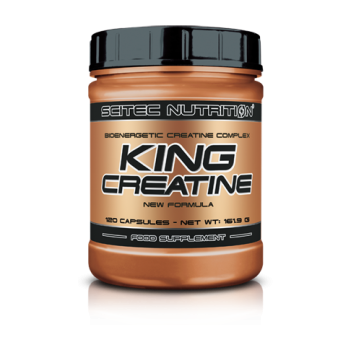 SCITEC NUTRITION®
BIOENERGETIC CREATINE COMPLEX
KING
CREATINE
NEW FORMULA
120 CAPSULES - NET WT: 161.9 G
FOOD SUPPLEMENT